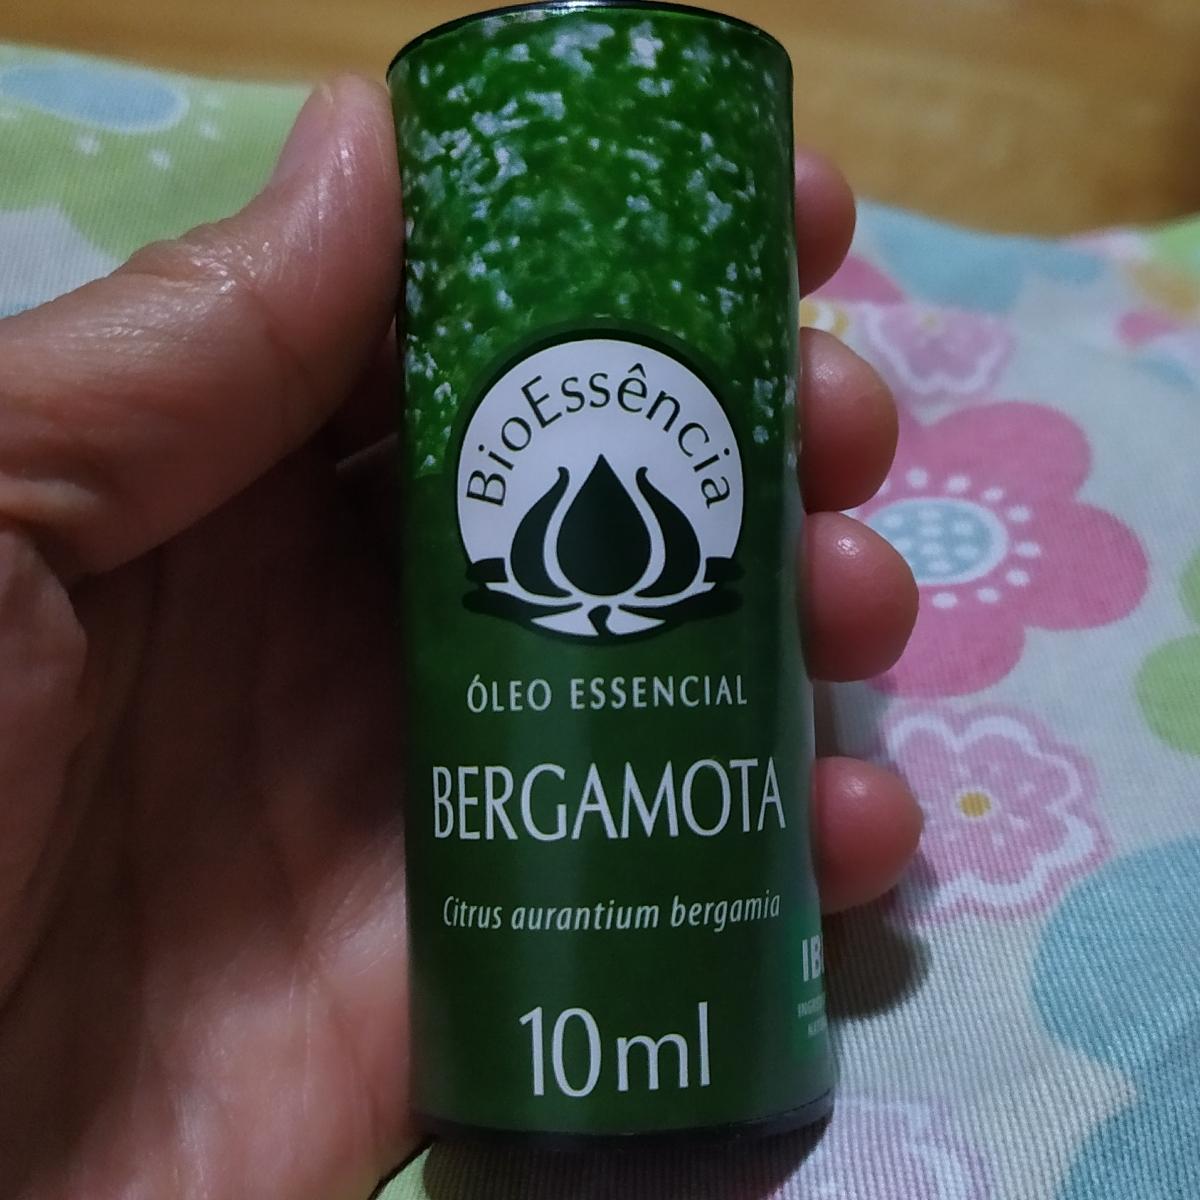 BioEssência
ÓLEO ESSENCIAL
BERGAMOTA
Citrus aurantium bergamia
10ml